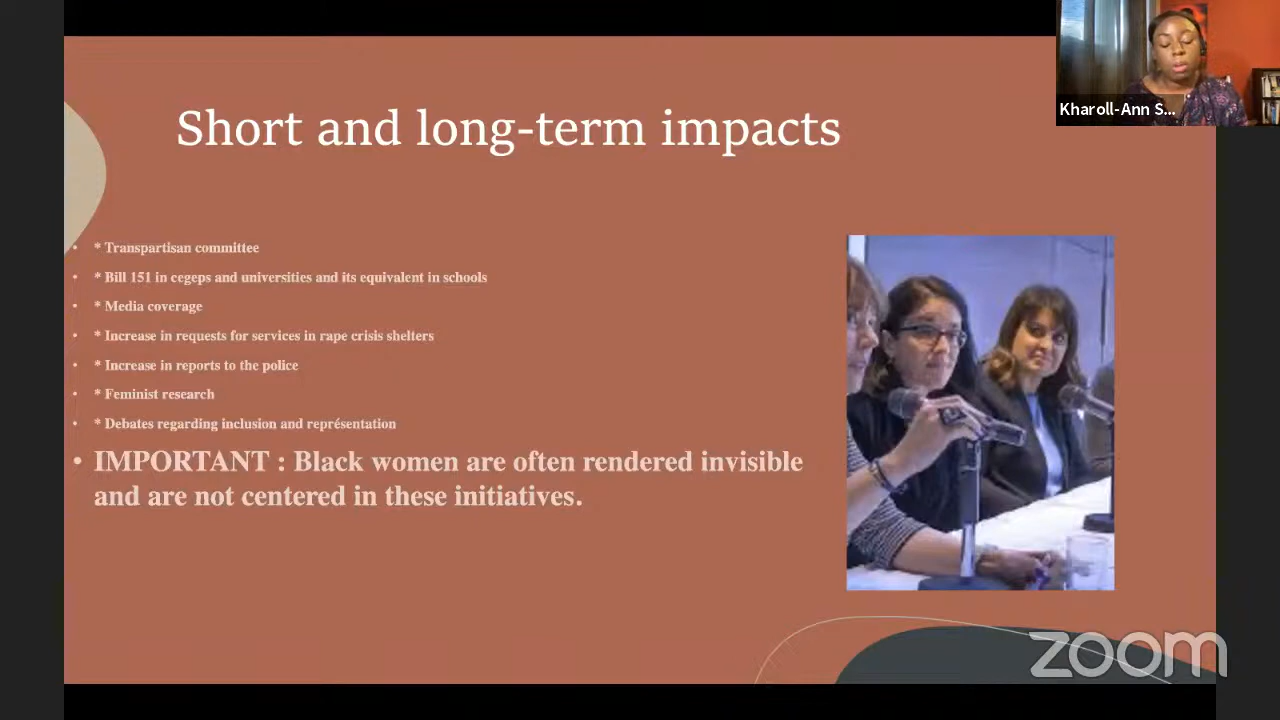 Kharoll-Ann S...
Short and long-term impacts
• * Transpartisan committee
• * Bill 151 in cegeps and universities and its equivalent in schools
• * Media coverage
• * Increase in requests for services in rape crisis shelters
• * Increase in reports to the police
• * Feminist research
• * Debates regarding inclusion and représentation
• IMPORTANT : Black women are often rendered invisible
and are not centered in these initiatives.
zoom